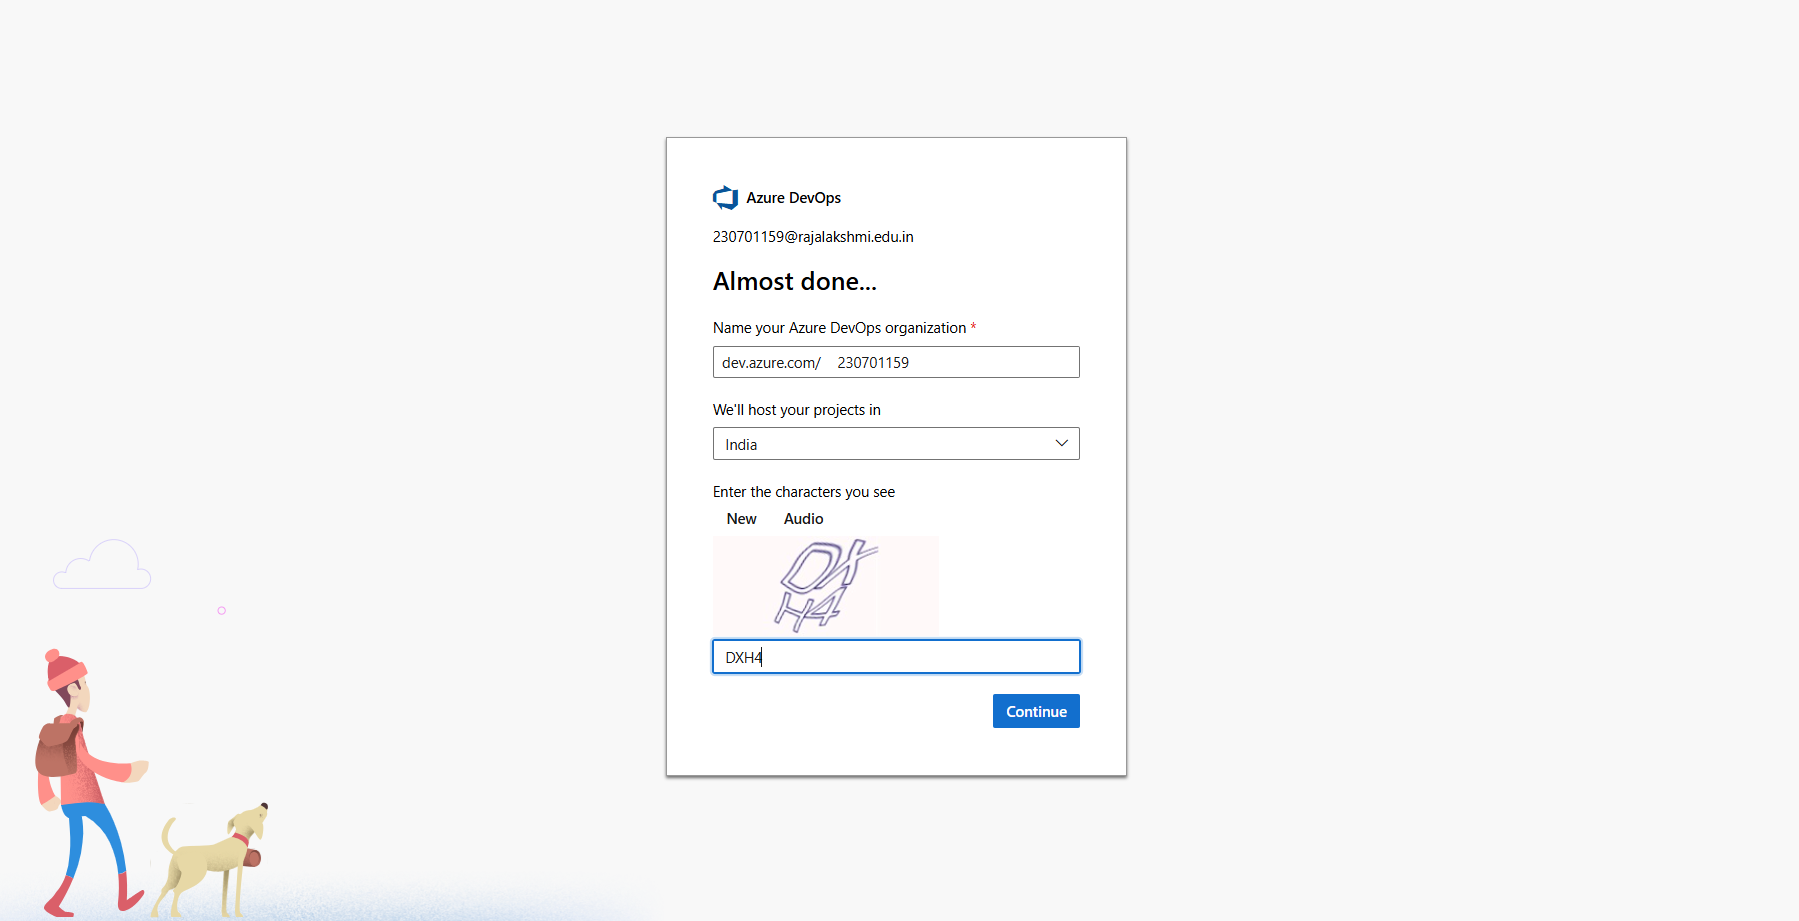 Azure DevOps
230701159@rajalakshmi.edu.in
Almost done...
Name your Azure DevOps organization *
dev.azure.com/ 230701159
We'll host your projects in
India
Enter the characters you see
New Audio
DXH4
Continue